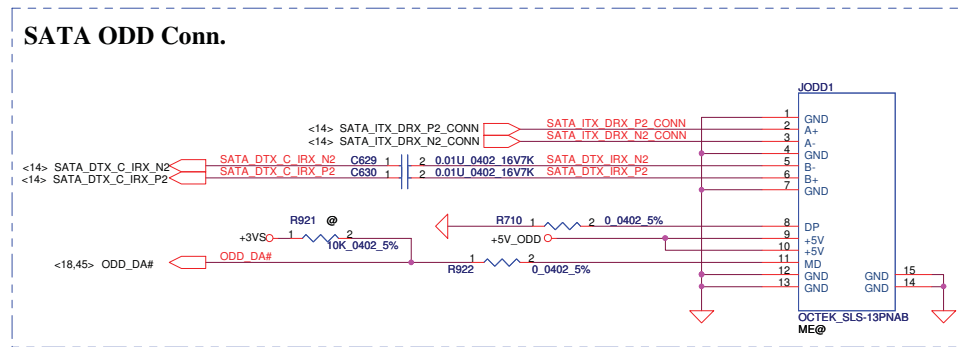 SATA ODD Conn.
JODD1
1 GND
<14> SATA_ITX_DRX_P2_CONN SATA_ITX_DRX_P2_CONN 2 A+
<14> SATA_ITX_DRX_N2_CONN SATA_ITX_DRX_N2_CONN 3 A-
4 GND
<14> SATA_DTX_C_IRX_N2 SATA_DTX_C_IRX_N2 C629 1 2 0.01U_0402_16V7K SATA_DTX_IRX_N2 5 B-
<14> SATA_DTX_C_IRX_P2 SATA_DTX_C_IRX_P2 C630 1 2 0.01U_0402_16V7K SATA_DTX_IRX_P2 6 B+
7 GND
R710 1 2 0_0402_5% 8 DP
R921 @
+3VS 1 2 +5V_ODD 9 +5V
10K_0402_5% 10 +5V
<18,45> ODD_DA# ODD_DA# 1 2 11 MD
R922 0_0402_5%
12 GND GND 15
13 GND GND 14
OCTEK_SLS-13PNAB
ME@